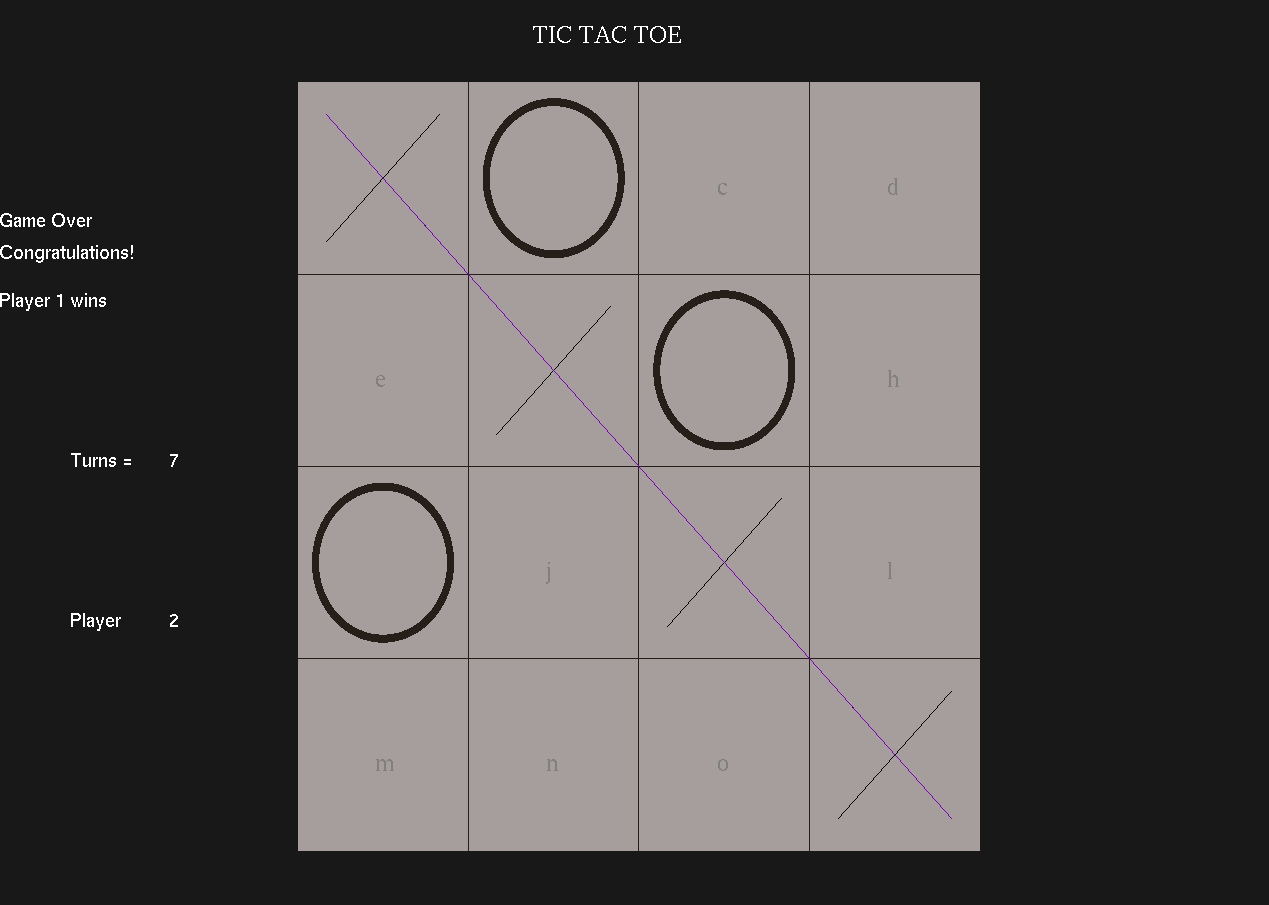 TIC TAC TOE
c
d
Game Over
Congratulations!
Player 1 wins
e
h
Turns = 7
j
l
Player 2
m
n
o